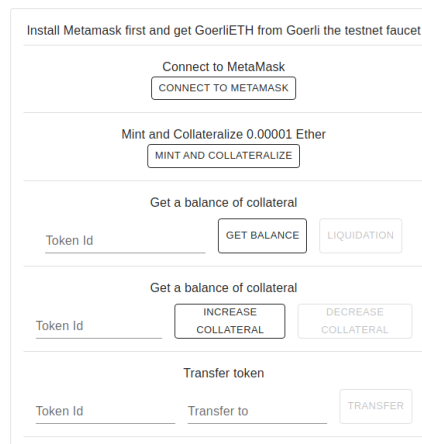 Install Metamask first and get GoerliETH from Goerli the testnet faucet
Connect to MetaMask
CONNECT TO METAMASK
Mint and Collateralize 0.00001 Ether
MINT AND COLLATERALIZE
Get a balance of collateral
Token Id
GET BALANCE
LIQUIDATION
Get a balance of collateral
Token Id
INCREASE
COLLATERAL
DECREASE
COLLATERAL
Transfer token
Token Id
Transfer to
TRANSFER